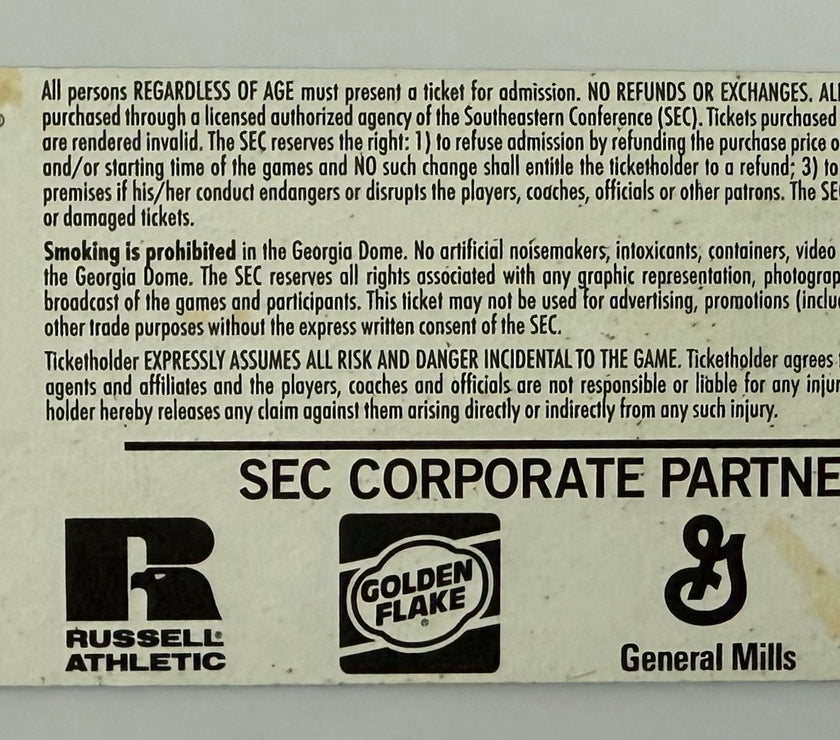 All persons REGARDLESS OF AGE must present a ticket for admission. NO REFUNDS OR EXCHANGES.
purchased through a licensed authorized agency of the Southeastern Conference (SEC). Tickets purchased
are rendered invalid. The SEC reserves the right: 1) to refuse admission by refunding the purchase price
and/or starting time of the games and NO such change shall entitle the ticketholder to a refund; 3) to
premises if his/her conduct endangers or disrupts the players, coaches, officials or other patrons. The
or damaged tickets.
Smoking is prohibited in the Georgia Dome. No artificial noisemakers, intoxicants, containers, video
the Georgia Dome. The SEC reserves all rights associated with any graphic representation,
broadcast of the games and participants. This ticket may not be used for advertising, promotions
other trade purposes without the express written consent of the SEC.
Ticketholder EXPRESSLY ASSUMES ALL RISK AND DANGER INCIDENTAL TO THE GAME. Ticketholder agrees
agents and affiliates and the players, coaches and officials are not responsible or liable for any
holder hereby releases any claim against them arising directly or indirectly from any such injury.
SEC CORPORATE
RUSSELL®
ATHLETIC
GOLDEN
FLAKE®
G
General Mills